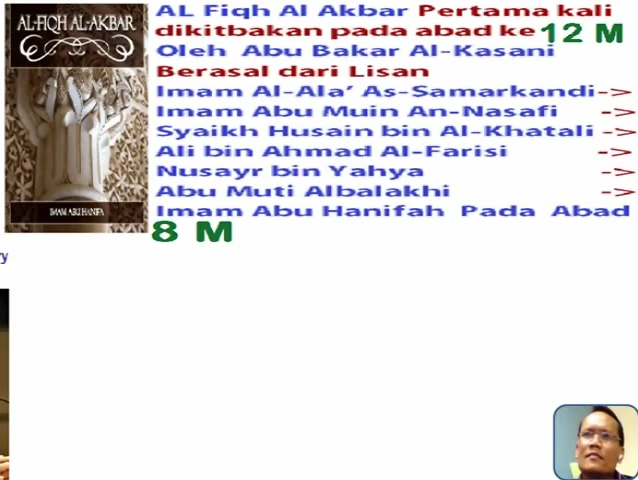 AL-FIQH AL-AKBAR
IMAM ABU HANIFA
AL Fiqh Al Akbar Pertama kali
dikitbakan pada abad ke 12 M
Oleh Abu Bakar Al-Kasani
Berasal dari Lisan
Imam Al-Ala' As-Samarkandi->
Imam Abu Muin An-Nasafi ->
Syaikh Husain bin Al-Khatali ->
Ali bin Ahmad Al-Farisi ->
Nusayr bin Yahya ->
Abu Muti Albalakhi ->
Imam Abu Hanifah Pada Abad
8 M